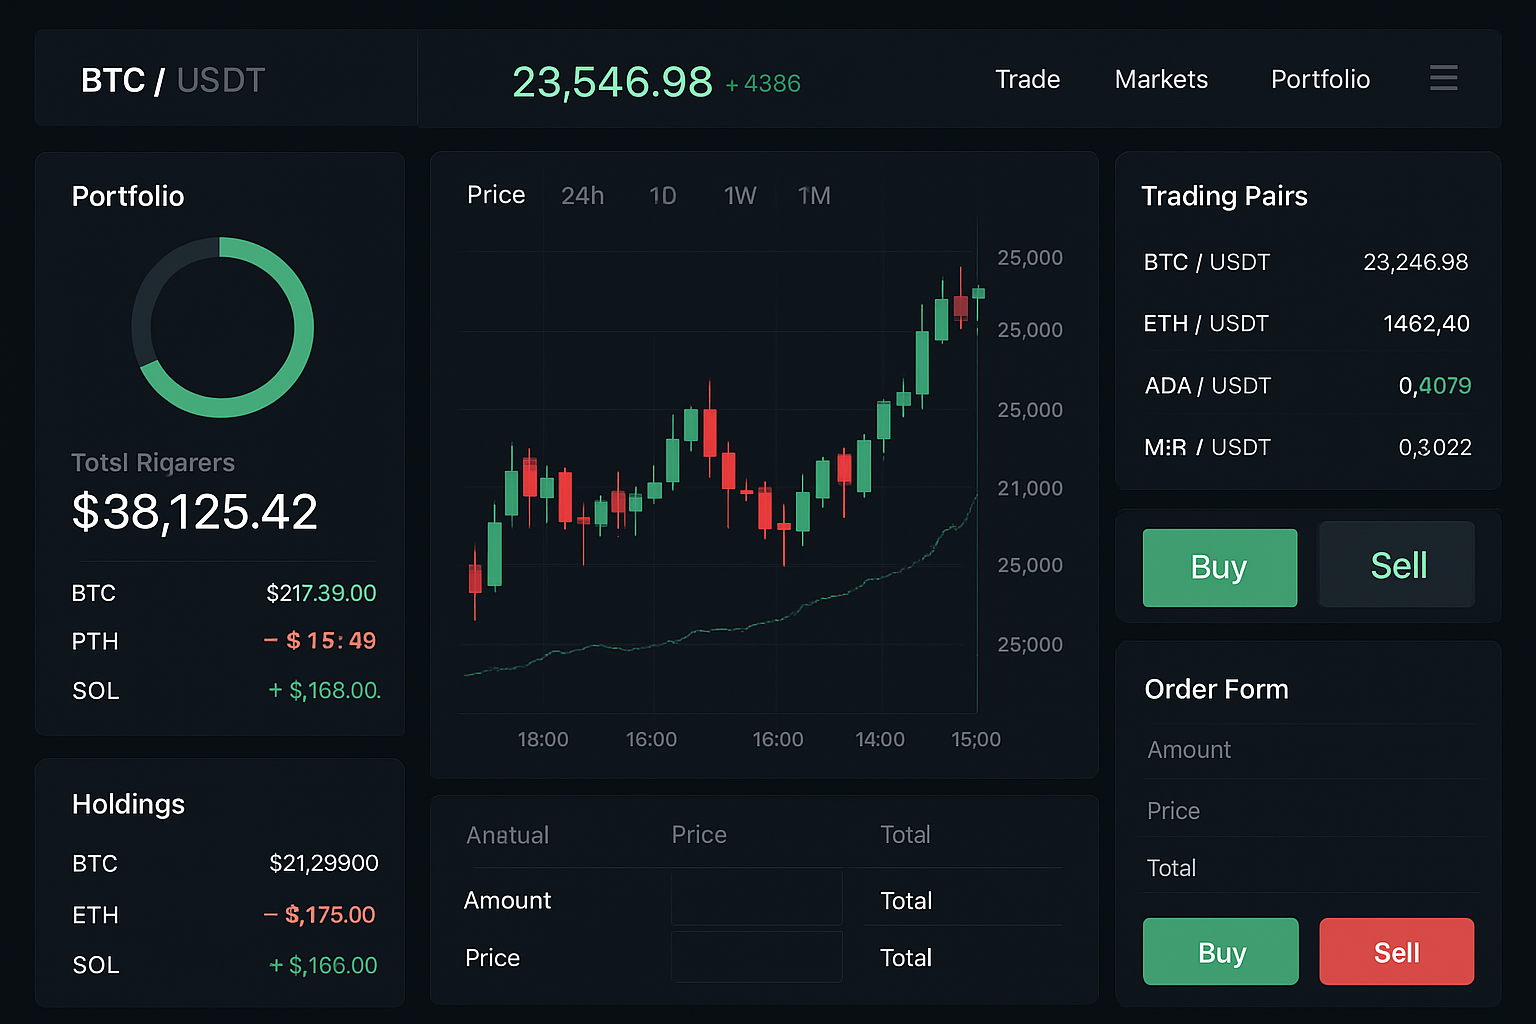 BTC / USDT
23,546.98 + 4386
Trade Markets Portfolio
Portfolio
Totsl Rigarers
$38,125.42
BTC $217.39.00
PTH − $ 15:49
SOL + $,168.00.
Holdings
BTC $21,29900
ETH − $,175.00
SOL + $,166.00
Price 24h 1D 1W 1M
25,000
25,000
25,000
21,000
25,000
25;000
18:00 16:00 16:00 14:00 15;00
Anatual Price Total
Amount Total
Price Total
Trading Pairs
BTC / USDT 23,246.98
ETH / USDT 1462,40
ADA / USDT 0,4079
USDT 0,3022
Buy Sell
Order Form
Amount
Price
Total
Buy Sell